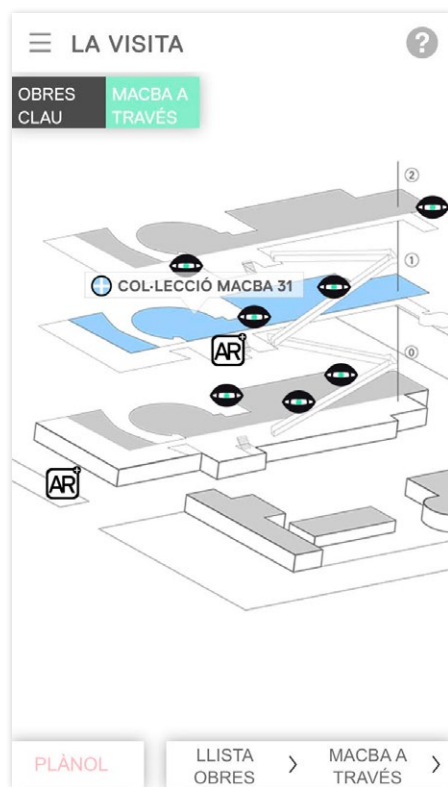 LA VISITA
?
OBRES
CLAU
MACBA A
TRAVÉS
2
1
COL·LECCIÓ MACBA 31
AR+
0
AR+
PLÀNOL
LLISTA
OBRES
MACBA A
TRAVÉS